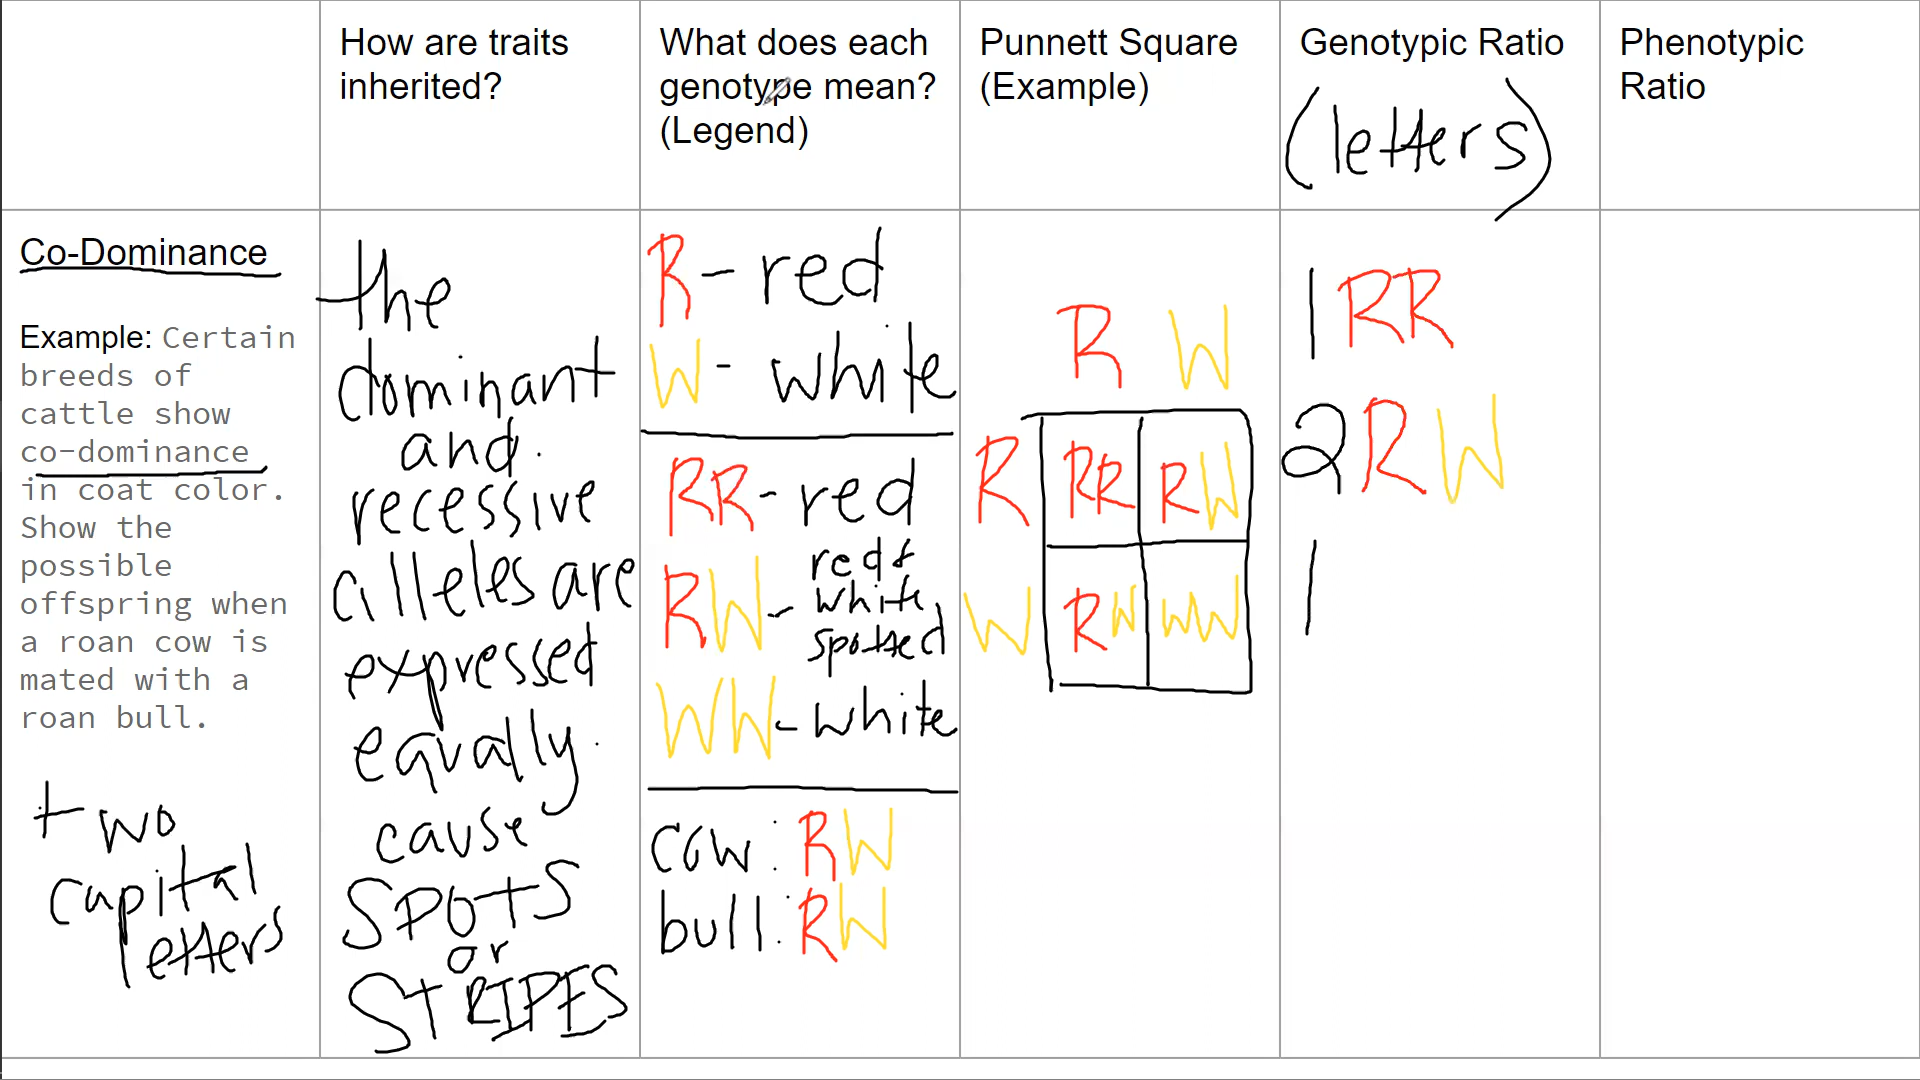 How are traits
inherited?
What does each
genotype mean?
(Legend)
Punnett Square
(Example)
Genotypic Ratio
(letters)
Phenotypic
Ratio
Co-Dominance
Example: Certain
breeds of
cattle show
co-dominance
in coat color.
Show the
possible
offspring when
a roan cow is
mated with a
roan bull.
two
capital
letters
the
dominant
and
recessive
alleles are
expressed
equally.
cause
SPOTS
or
STRIPES
R - red
W - white
RR - red
RW - red &
white
spotted
WW - white
cow: RW
bull: RW
R W
R RR RW
W RW WW
1 RR
2 RW
1